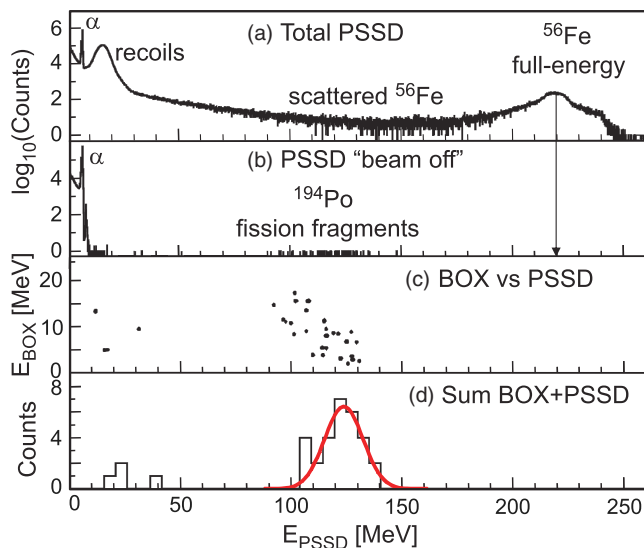 (a) Total PSSD
α
recoils
scattered ⁵⁶Fe
⁵⁶Fe
full-energy
log₁₀(Counts)
6
4
2
0
(b) PSSD “beam off”
α
¹⁹⁴Po
fission fragments
4
2
0
(c) BOX vs PSSD
E_BOX [MeV]
20
10
0
(d) Sum BOX+PSSD
Counts
8
4
0
0 50 100 150 200 250
E_PSSD [MeV]